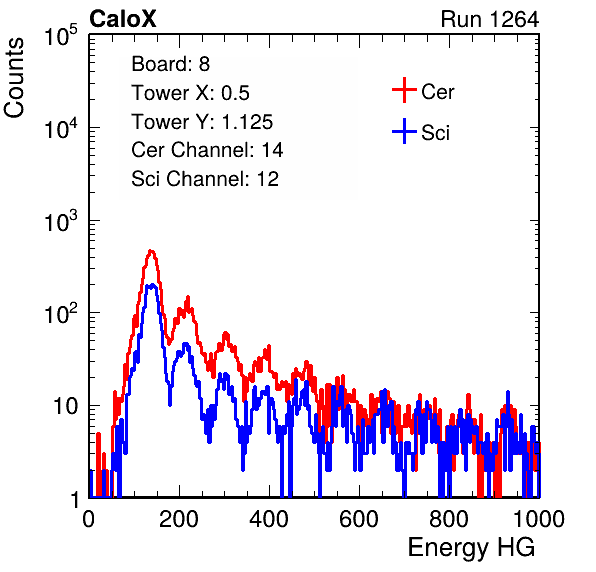 CaloX Run 1264
Counts
Board: 8
Tower X: 0.5
Tower Y: 1.125
Cer Channel: 14
Sci Channel: 12
Cer
Sci
10^5
10^4
10^3
10^2
10
1
0 200 400 600 800 1000
Energy HG